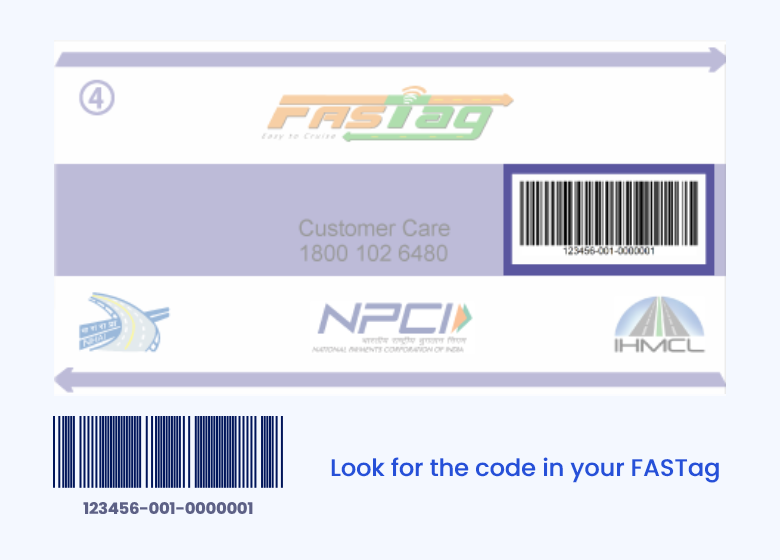 4
FASTag
Easy to Cruise
Customer Care
1800 102 6480
123456-001-0000001
भा रा रा प्रा
NHAI
NPCI
भारतीय राष्ट्रीय भुगतान निगम
NATIONAL PAYMENTS CORPORATION OF INDIA
IHMCL
123456-001-0000001
Look for the code in your FASTag